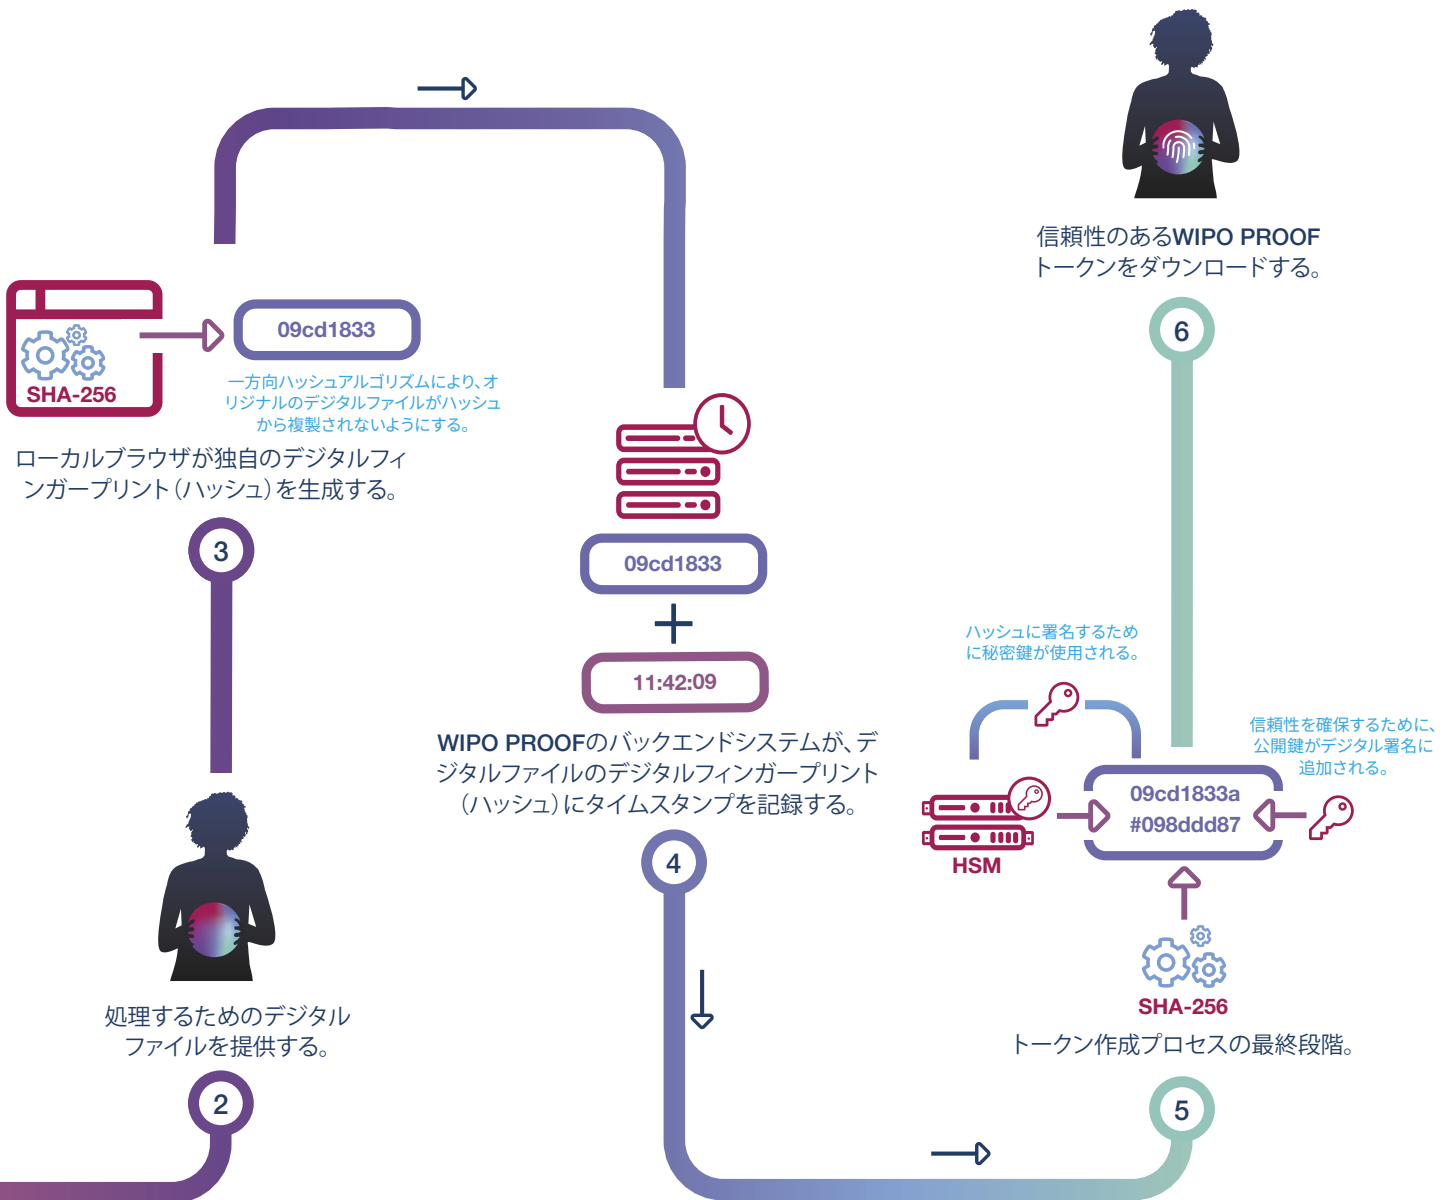 処理するためのデジタル
ファイルを提供する。
2
SHA-256
09cd1833
一方向ハッシュアルゴリズムにより、オ
リジナルのデジタルファイルがハッシュ
から複製されないようにする。
ローカルブラウザが独自のデジタルフィ
ンガープリント（ハッシュ）を生成する。
3
09cd1833
+
11:42:09
WIPO PROOFのバックエンドシステムが、デ
ジタルファイルのデジタルフィンガープリント
（ハッシュ）にタイムスタンプを記録する。
4
ハッシュに署名するため
に秘密鍵が使用される。
信頼性を確保するために、
公開鍵がデジタル署名に
追加される。
09cd1833a
#098ddd87
HSM
SHA-256
トークン作成プロセスの最終段階。
5
信頼性のあるWIPO PROOF
トークンをダウンロードする。
6